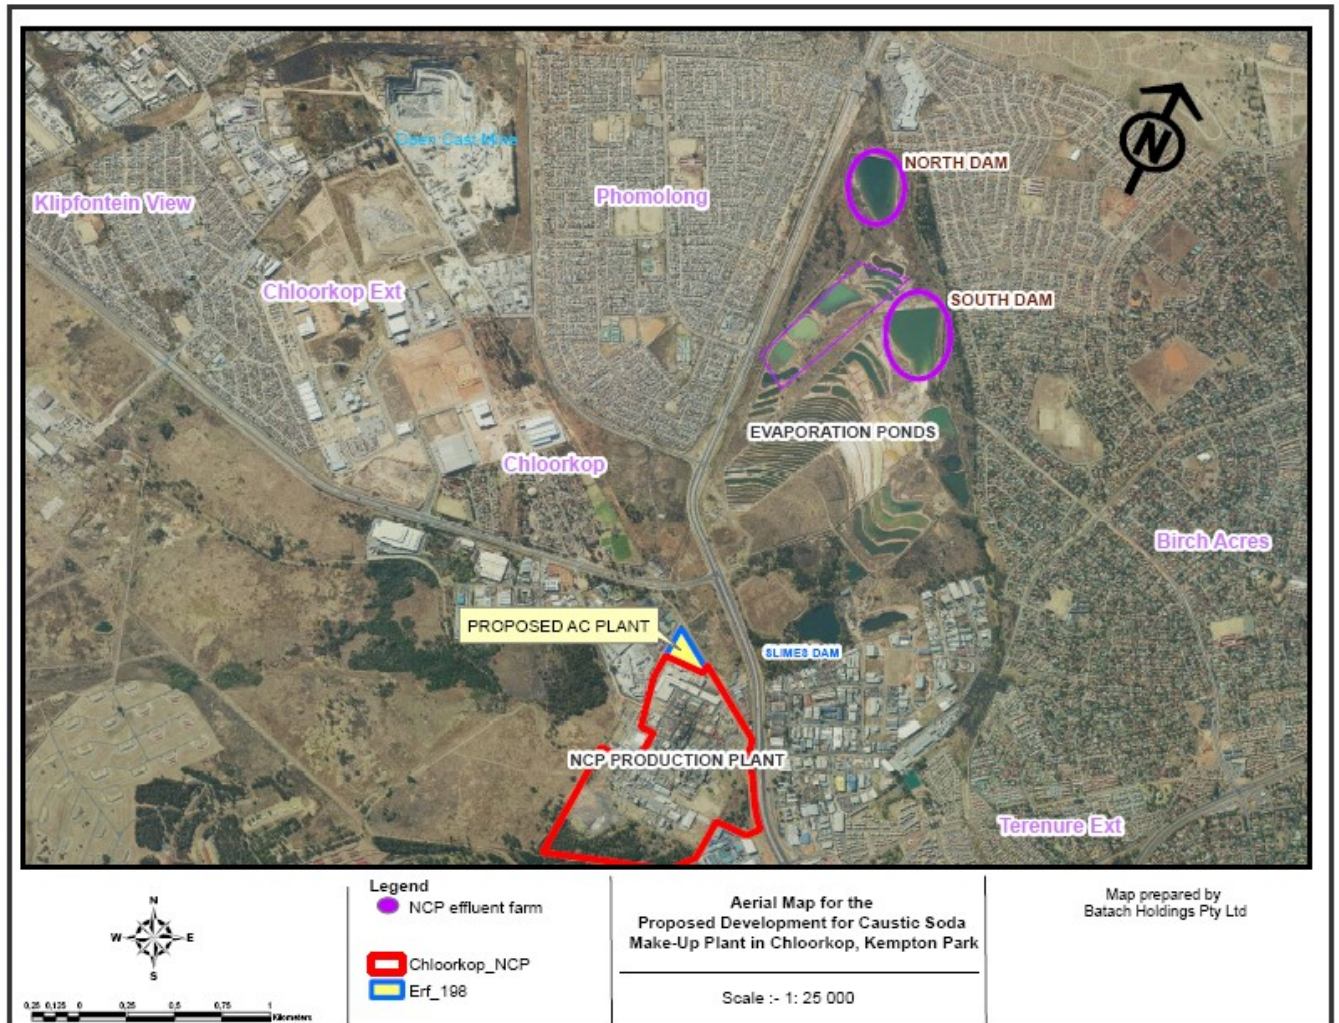 N
NORTH DAM
Open Cast Mine
Klipfontein View
Phomolong
Chloorkop Ext
SOUTH DAM
EVAPORATION PONDS
Chloorkop
Birch Acres
PROPOSED AC PLANT
SLIMES DAM
NCP PRODUCTION PLANT
Terenure Ext
N
W E
S
0,25 0,125 0 0,25 0,5 0,75 1
Kilometers
Legend
NCP effluent farm
Chloorkop_NCP
Erf_198
Aerial Map for the
Proposed Development for Caustic Soda
Make-Up Plant in Chloorkop, Kempton Park
Scale :- 1: 25 000
Map prepared by
Batach Holdings Pty Ltd